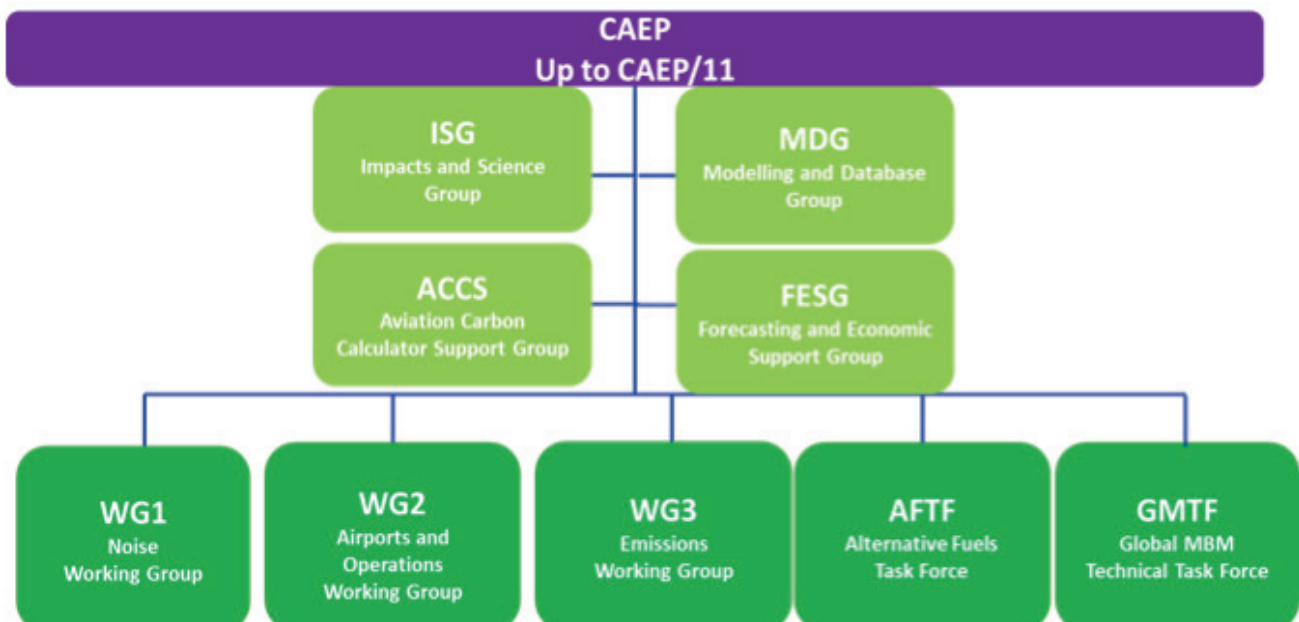 CAEP
Up to CAEP/11
ISG
Impacts and Science
Group
MDG
Modelling and Database
Group
ACCS
Aviation Carbon
Calculator Support Group
FESG
Forecasting and Economic
Support Group
WG1
Noise
Working Group
WG2
Airports and
Operations
Working Group
WG3
Emissions
Working Group
AFTF
Alternative Fuels
Task Force
GMTF
Global MBM
Technical Task Force